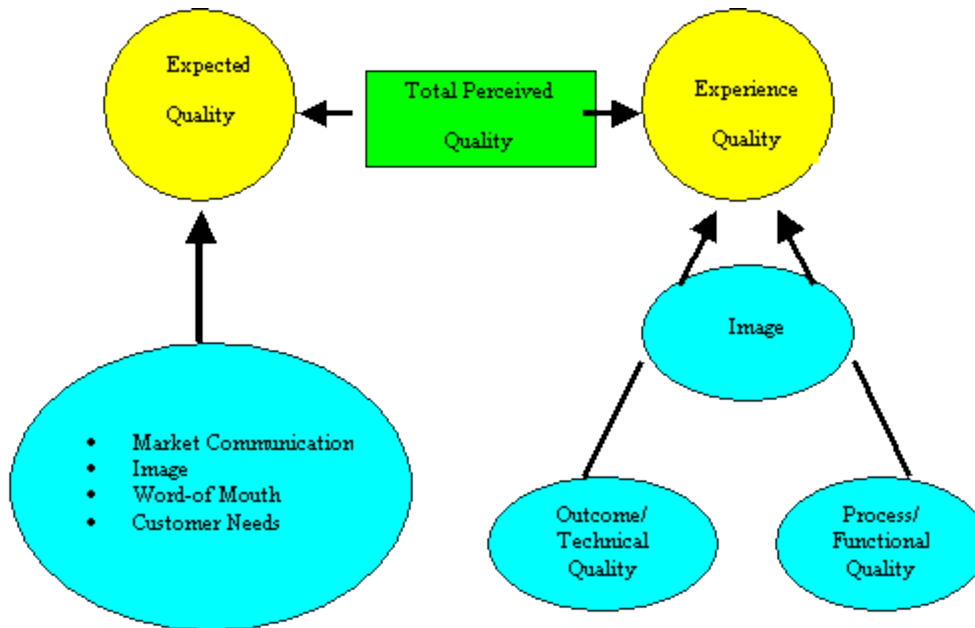 Expected
Quality
Total Perceived
Quality
Experience
Quality
Image
• Market Communication
• Image
• Word-of Mouth
• Customer Needs
Outcome/
Technical
Quality
Process/
Functional
Quality